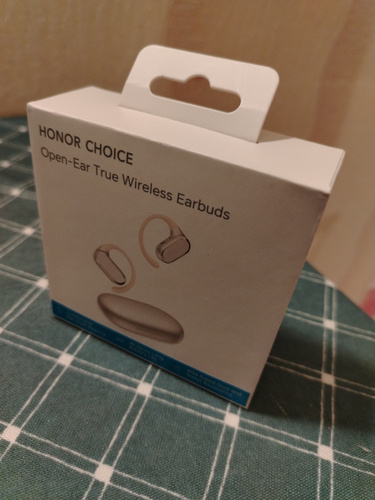 HONOR CHOICE
Open-Ear True Wireless Earbuds